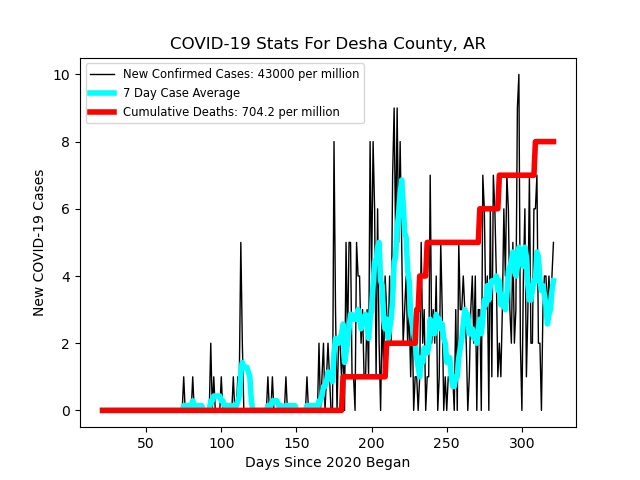 COVID-19 Stats For Desha County, AR
New Confirmed Cases: 43000 per million
7 Day Case Average
Cumulative Deaths: 704.2 per million
New COVID-19 Cases
10
8
6
4
2
0
50 100 150 200 250 300
Days Since 2020 Began